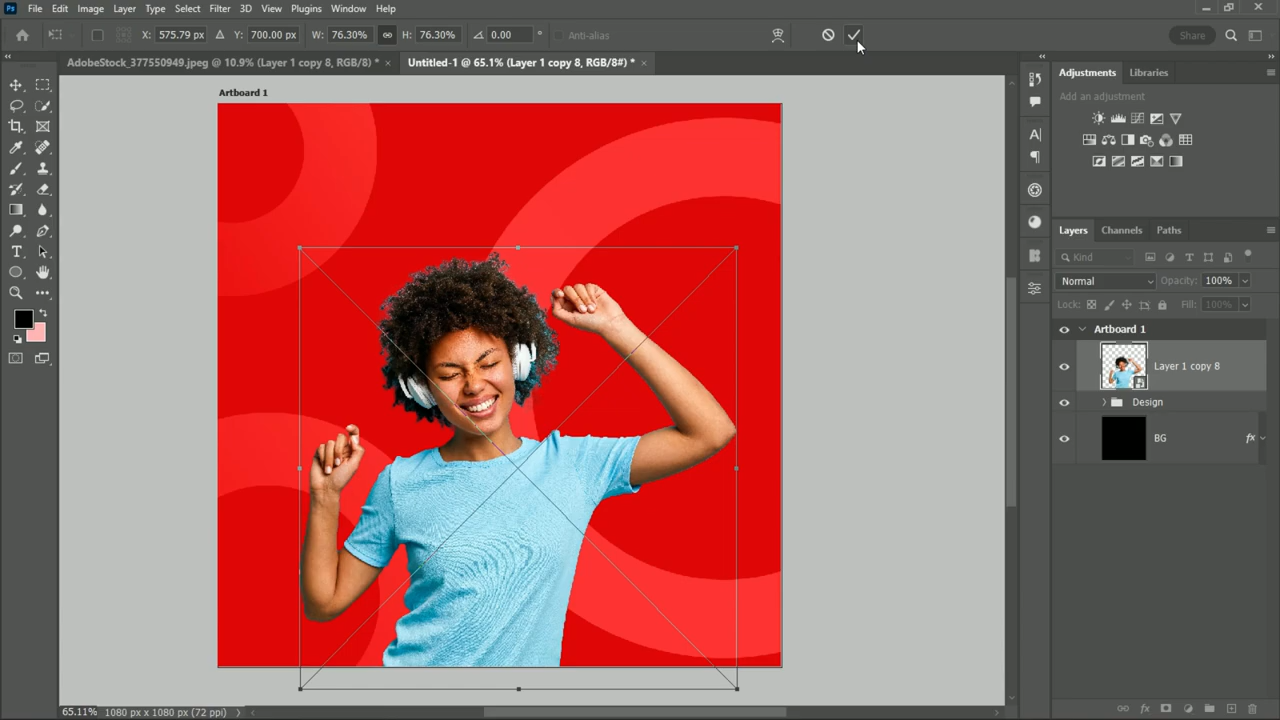 Ps File Edit Image Layer Type Select Filter 3D View Plugins Window Help
X: 575.79 px Y: 700.00 px W: 76.30% H: 76.30% 0.00 ° Anti-alias Share
AdobeStock_377550949.jpeg @ 10.9% (Layer 1 copy 8, RGB/8) * × Untitled-1 @ 65.1% (Layer 1 copy 8, RGB/8#) * ×
Artboard 1
Adjustments Libraries
Add an adjustment
Layers Channels Paths
Kind
Normal Opacity: 100%
Lock: Fill: 100%
Artboard 1
Layer 1 copy 8
Design
BG fx
65.11% 1080 px x 1080 px (72 ppi)
fx